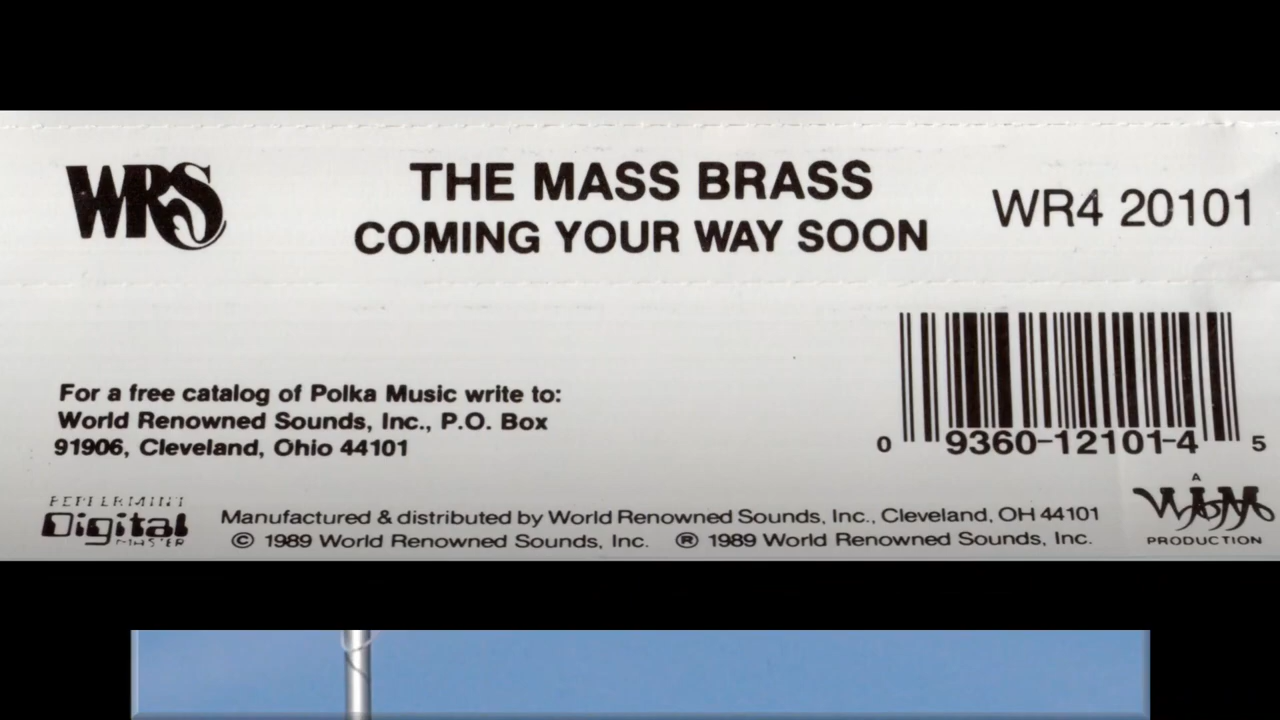 WRS
THE MASS BRASS
COMING YOUR WAY SOON
WR4 20101
For a free catalog of Polka Music write to:
World Renowned Sounds, Inc., P.O. Box
91906, Cleveland, Ohio 44101
0 9360-12101-4 5
PEPPERMINT
Digital
MASTER
Manufactured & distributed by World Renowned Sounds, Inc., Cleveland, OH 44101
© 1989 World Renowned Sounds, Inc. ® 1989 World Renowned Sounds, Inc.
A
PRODUCTION